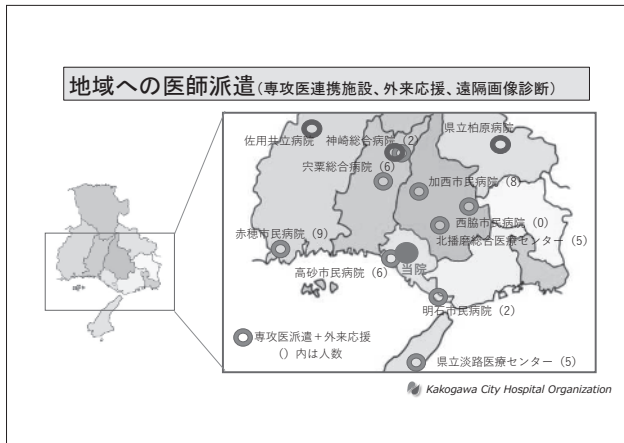 地域への医師派遣(専攻医連携施設、外来応援、遠隔画像診断)
佐用共立病院
神崎総合病院(2)
県立柏原病院
宍粟総合病院(6)
加西市民病院(8)
西脇市民病院(0)
赤穂市民病院(9)
北播磨総合医療センター(5)
当院
高砂市民病院(6)
明石市民病院(2)
専攻医派遣+外来応援
()内は人数
県立淡路医療センター(5)
Kakogawa City Hospital Organization